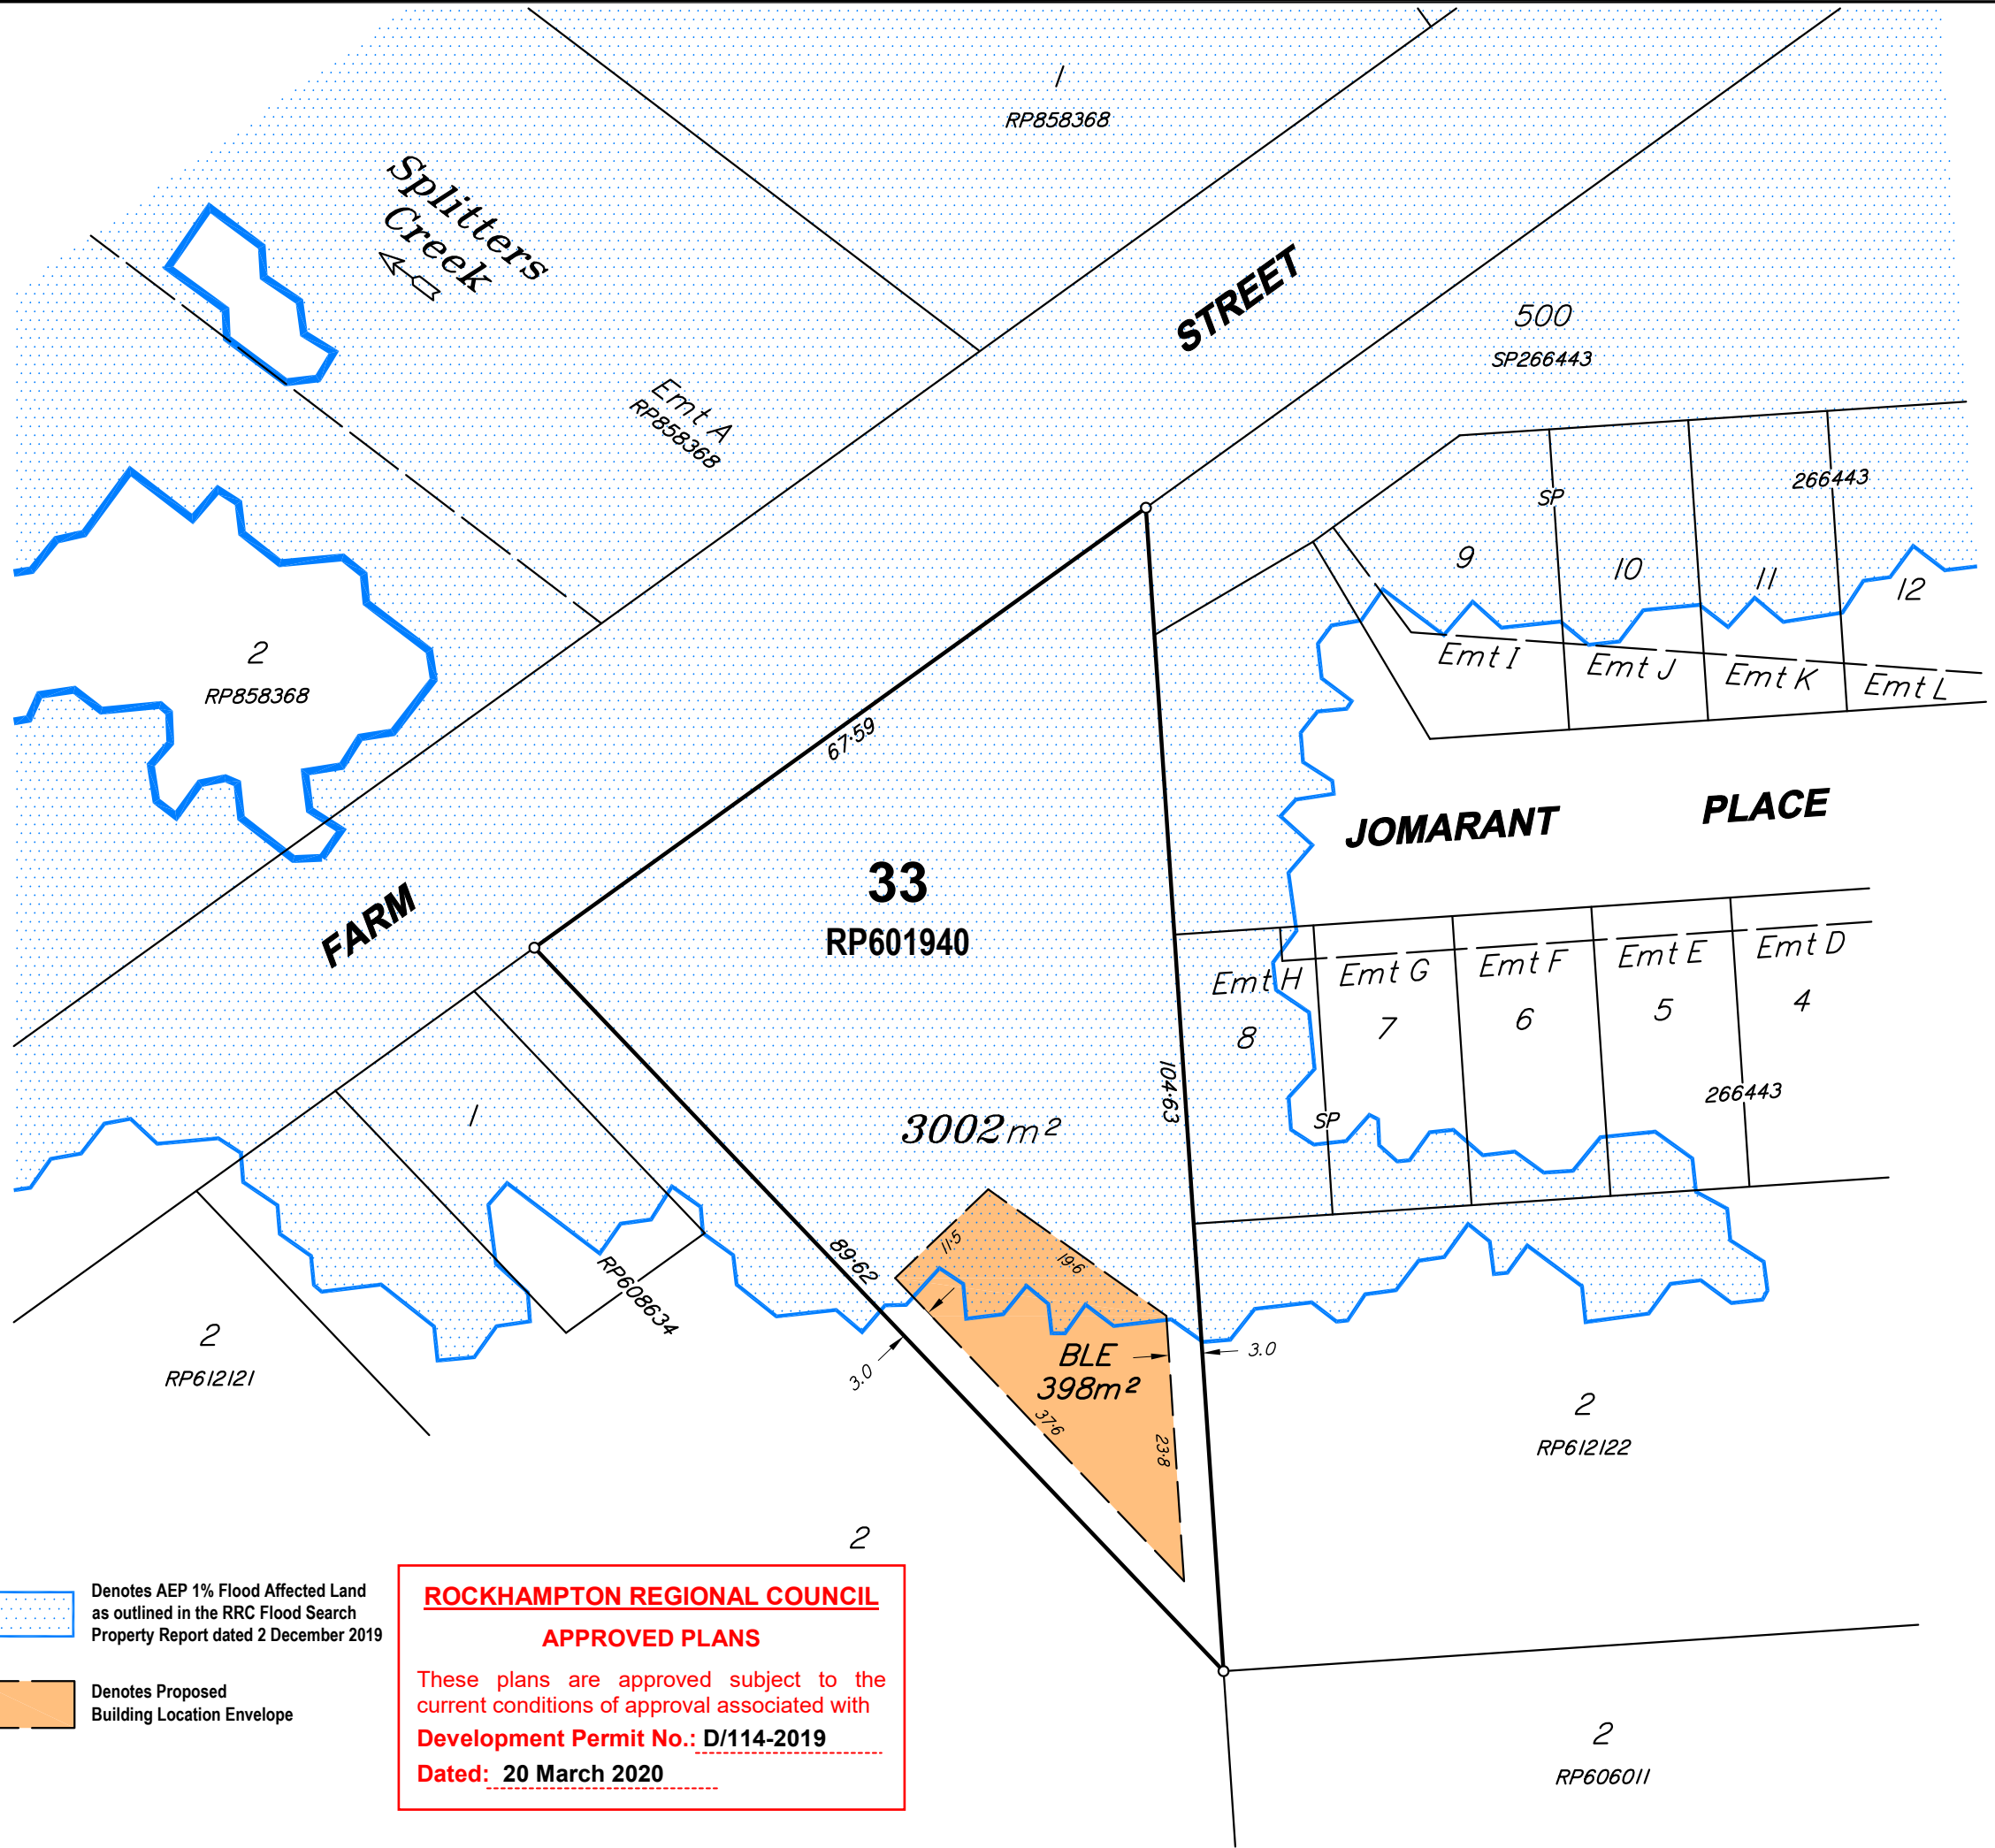 1
RP858368
Splitters
Creek
STREET
500
SP266443
Emt A
RP858368
SP
266443
9
10
11
12
Emt I
Emt J
Emt K
Emt L
2
RP858368
67·59
JOMARANT PLACE
33
RP601940
FARM
Emt H
Emt G
Emt F
Emt E
Emt D
8
7
6
5
4
SP
266443
104·63
1
3002m²
89·62
11·5
19·6
RP608634
2
RP612121
3.0
BLE
398m²
3.0
37·6
23·8
2
RP612122
2
Denotes AEP 1% Flood Affected Land
as outlined in the RRC Flood Search
Property Report dated 2 December 2019
Denotes Proposed
Building Location Envelope
ROCKHAMPTON REGIONAL COUNCIL
APPROVED PLANS
These plans are approved subject to the
current conditions of approval associated with
Development Permit No.: D/114-2019
Dated: 20 March 2020
2
RP606011